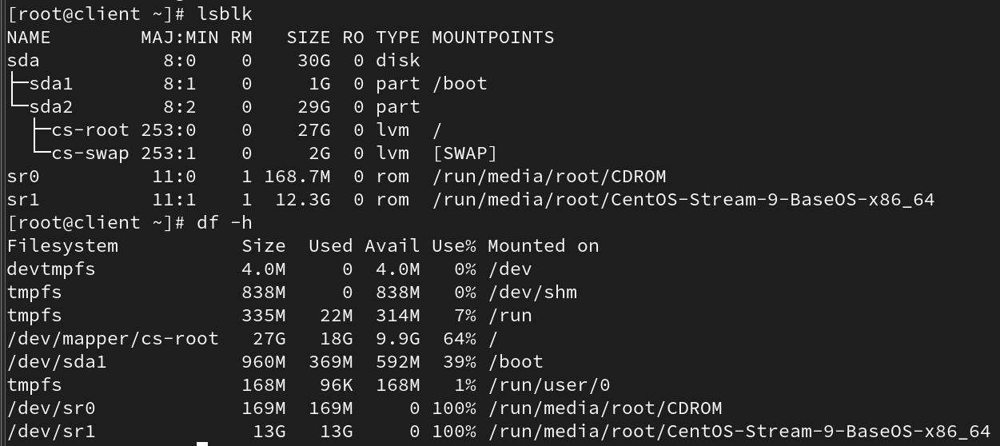 [root@client ~]# lsblk
NAME        MAJ:MIN RM   SIZE RO TYPE MOUNTPOINTS
sda           8:0    0    30G  0 disk
├─sda1        8:1    0     1G  0 part /boot
└─sda2        8:2    0    29G  0 part
  ├─cs-root 253:0    0    27G  0 lvm  /
  └─cs-swap 253:1    0     2G  0 lvm  [SWAP]
sr0          11:0    1 168.7M  0 rom  /run/media/root/CDROM
sr1          11:1    1  12.3G  0 rom  /run/media/root/CentOS-Stream-9-BaseOS-x86_64
[root@client ~]# df -h
Filesystem           Size  Used Avail Use% Mounted on
devtmpfs             4.0M     0  4.0M   0% /dev
tmpfs                838M     0  838M   0% /dev/shm
tmpfs                335M   22M  314M   7% /run
/dev/mapper/cs-root   27G   18G  9.9G  64% /
/dev/sda1            960M  369M  592M  39% /boot
tmpfs                168M   96K  168M   1% /run/user/0
/dev/sr0             169M  169M     0 100% /run/media/root/CDROM
/dev/sr1              13G   13G     0 100% /run/media/root/CentOS-Stream-9-BaseOS-x86_64